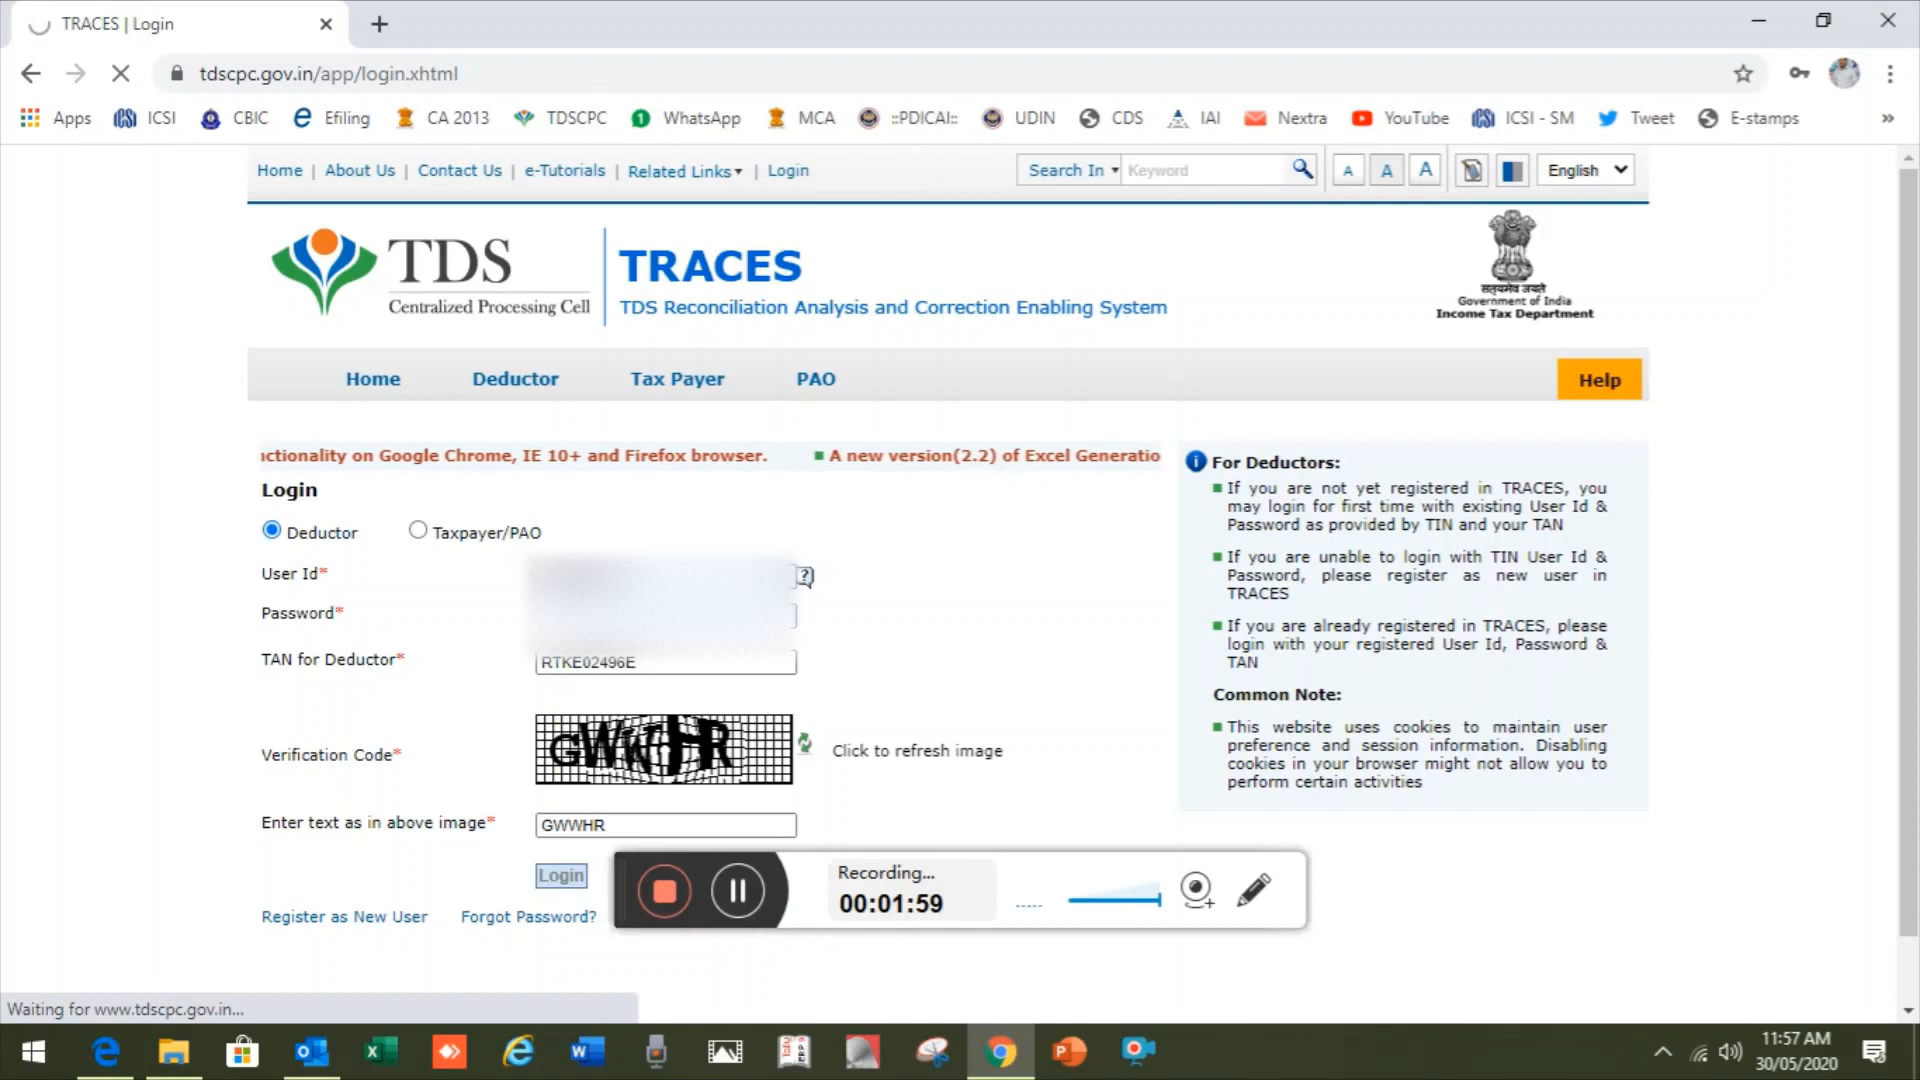 TRACES | Login
tdscpc.gov.in/app/login.xhtml
Apps ICSI CBIC Efiling CA 2013 TDSCPC WhatsApp MCA ::PDICAI:: UDIN CDS IAI Nextra YouTube ICSI - SM Tweet E-stamps »
Home | About Us | Contact Us | e-Tutorials | Related Links | Login
Search In Keyword A A A English
TDS
Centralized Processing Cell
TRACES
TDS Reconciliation Analysis and Correction Enabling System
सत्यमेव जयते
Government of India
Income Tax Department
Home Deductor Tax Payer PAO Help
nctionality on Google Chrome, IE 10+ and Firefox browser. A new version(2.2) of Excel Generatio
Login
Deductor Taxpayer/PAO
User Id*
Password*
TAN for Deductor* RTKE02496E
Verification Code* GWWHR Click to refresh image
Enter text as in above image* GWWHR
Login
Register as New User Forgot Password?
For Deductors:
If you are not yet registered in TRACES, you
may login for first time with existing User Id &
Password as provided by TIN and your TAN
If you are unable to login with TIN User Id &
Password, please register as new user in
TRACES
If you are already registered in TRACES, please
login with your registered User Id, Password &
TAN
Common Note:
This website uses cookies to maintain user
preference and session information. Disabling
cookies in your browser might not allow you to
perform certain activities
Recording...
00:01:59
Waiting for www.tdscpc.gov.in...
11:57 AM
30/05/2020